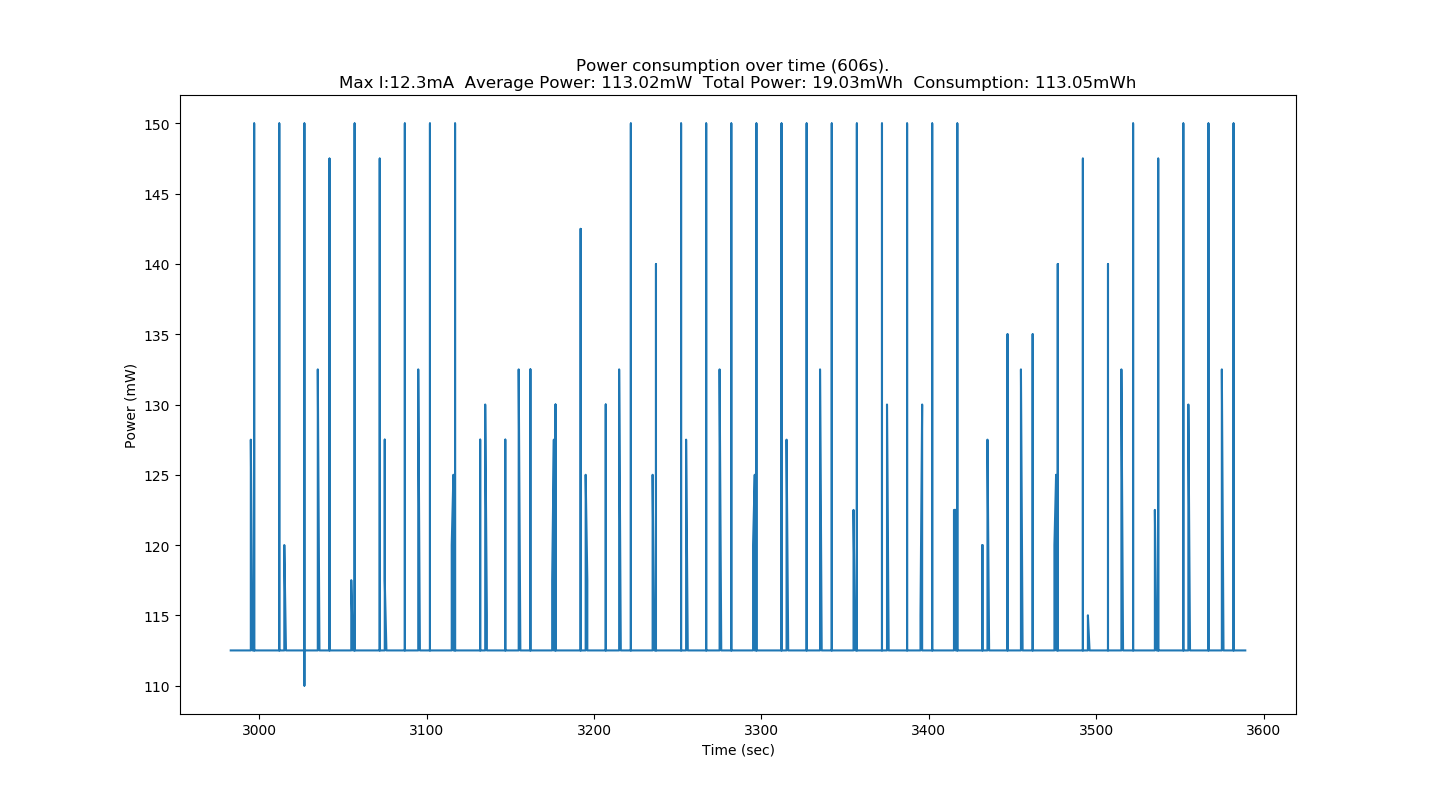 Power consumption over time (606s).
Max I:12.3mA  Average Power: 113.02mW  Total Power: 19.03mWh  Consumption: 113.05mWh
150
145
140
135
130
125
120
115
110
Power (mW)
3000 3100 3200 3300 3400 3500 3600
Time (sec)